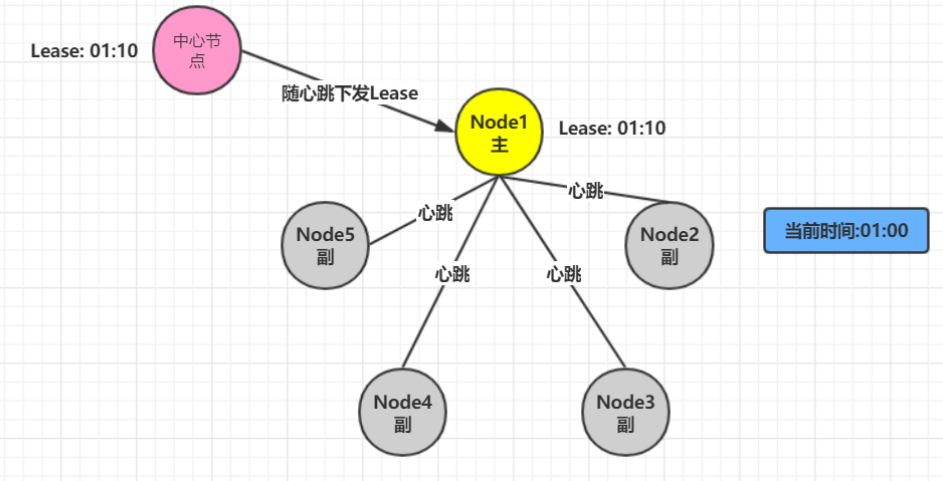 中心节
点
Lease: 01:10
随心跳下发Lease
Node1
主
Lease: 01:10
心跳
心跳
Node5
副
Node2
副
当前时间:01:00
心跳
心跳
Node4
副
Node3
副